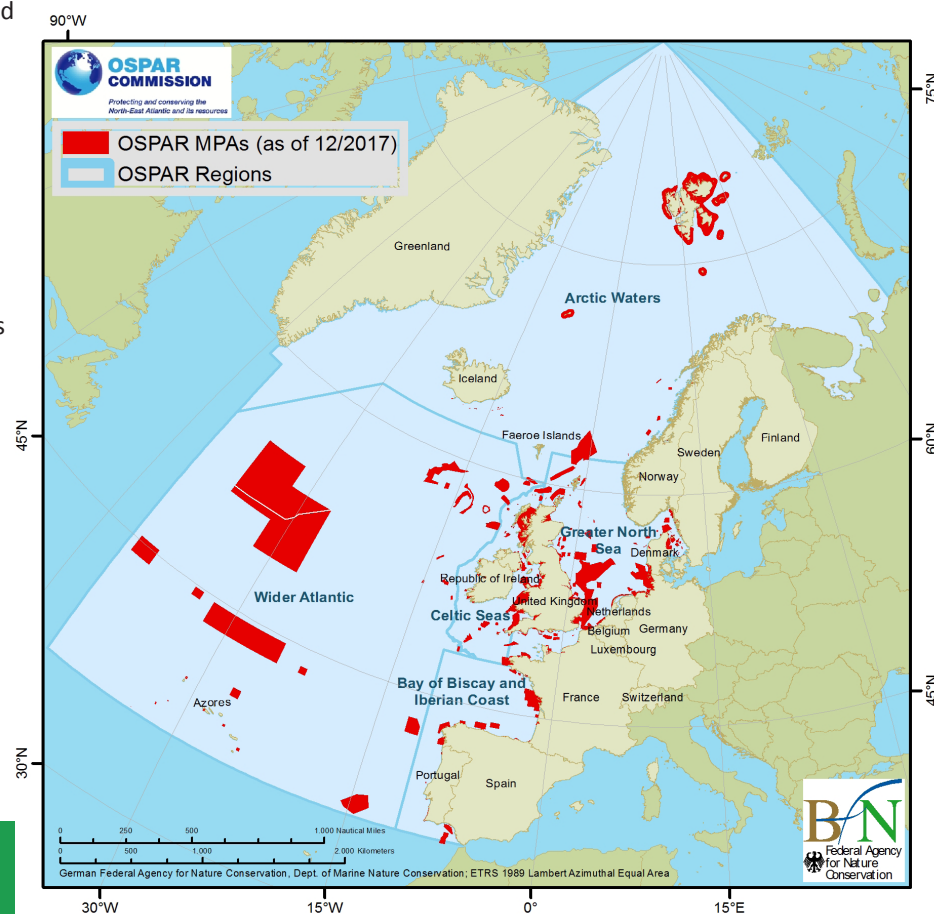 d
90°W
OSPAR
COMMISSION
Protecting and conserving the
North-East Atlantic and its resources
OSPAR MPAs (as of 12/2017)
OSPAR Regions
75°N
Greenland
Arctic Waters
s
Iceland
45°N
60°N
Faeroe Islands
Finland
Sweden
Norway
Greater North
Sea
Denmark
Republic of Ireland
Wider Atlantic
United Kingdom
Celtic Seas
Netherlands
Belgium
Germany
Luxembourg
Bay of Biscay and
Iberian Coast
France
Switzerland
45°N
Azores
30°N
Portugal
Spain
0 250 500 1.000 Nautical Miles
0 500 1.000 2.000 Kilometers
German Federal Agency for Nature Conservation, Dept. of Marine Nature Conservation; ETRS 1989 Lambert Azimuthal Equal Area
BfN
Federal Agency
for Nature
Conservation
30°W
15°W
0°
15°E